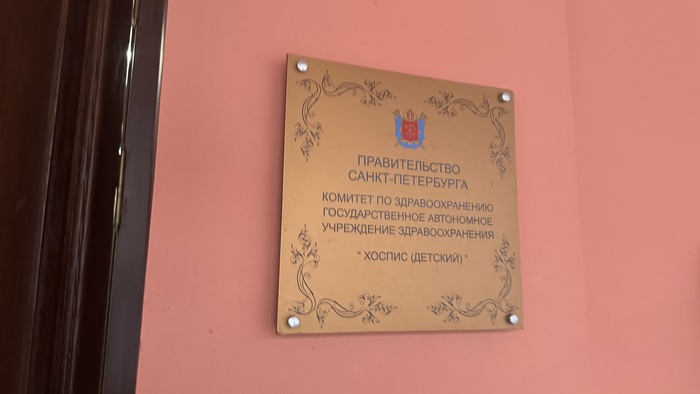 ПРАВИТЕЛЬСТВО
САНКТ-ПЕТЕРБУРГА
КОМИТЕТ ПО ЗДРАВООХРАНЕНИЮ
ГОСУДАРСТВЕННОЕ АВТОНОМНОЕ
УЧРЕЖДЕНИЕ ЗДРАВООХРАНЕНИЯ
" ХОСПИС (ДЕТСКИЙ) "